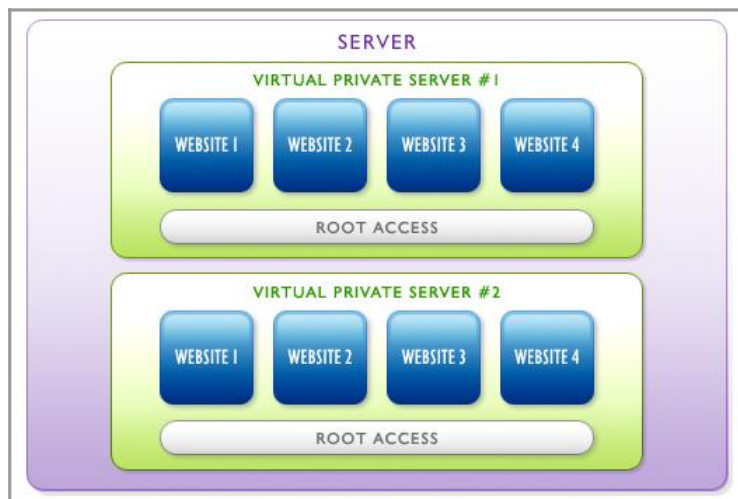 SERVER
VIRTUAL PRIVATE SERVER #1
WEBSITE 1 WEBSITE 2 WEBSITE 3 WEBSITE 4
ROOT ACCESS
VIRTUAL PRIVATE SERVER #2
WEBSITE 1 WEBSITE 2 WEBSITE 3 WEBSITE 4
ROOT ACCESS